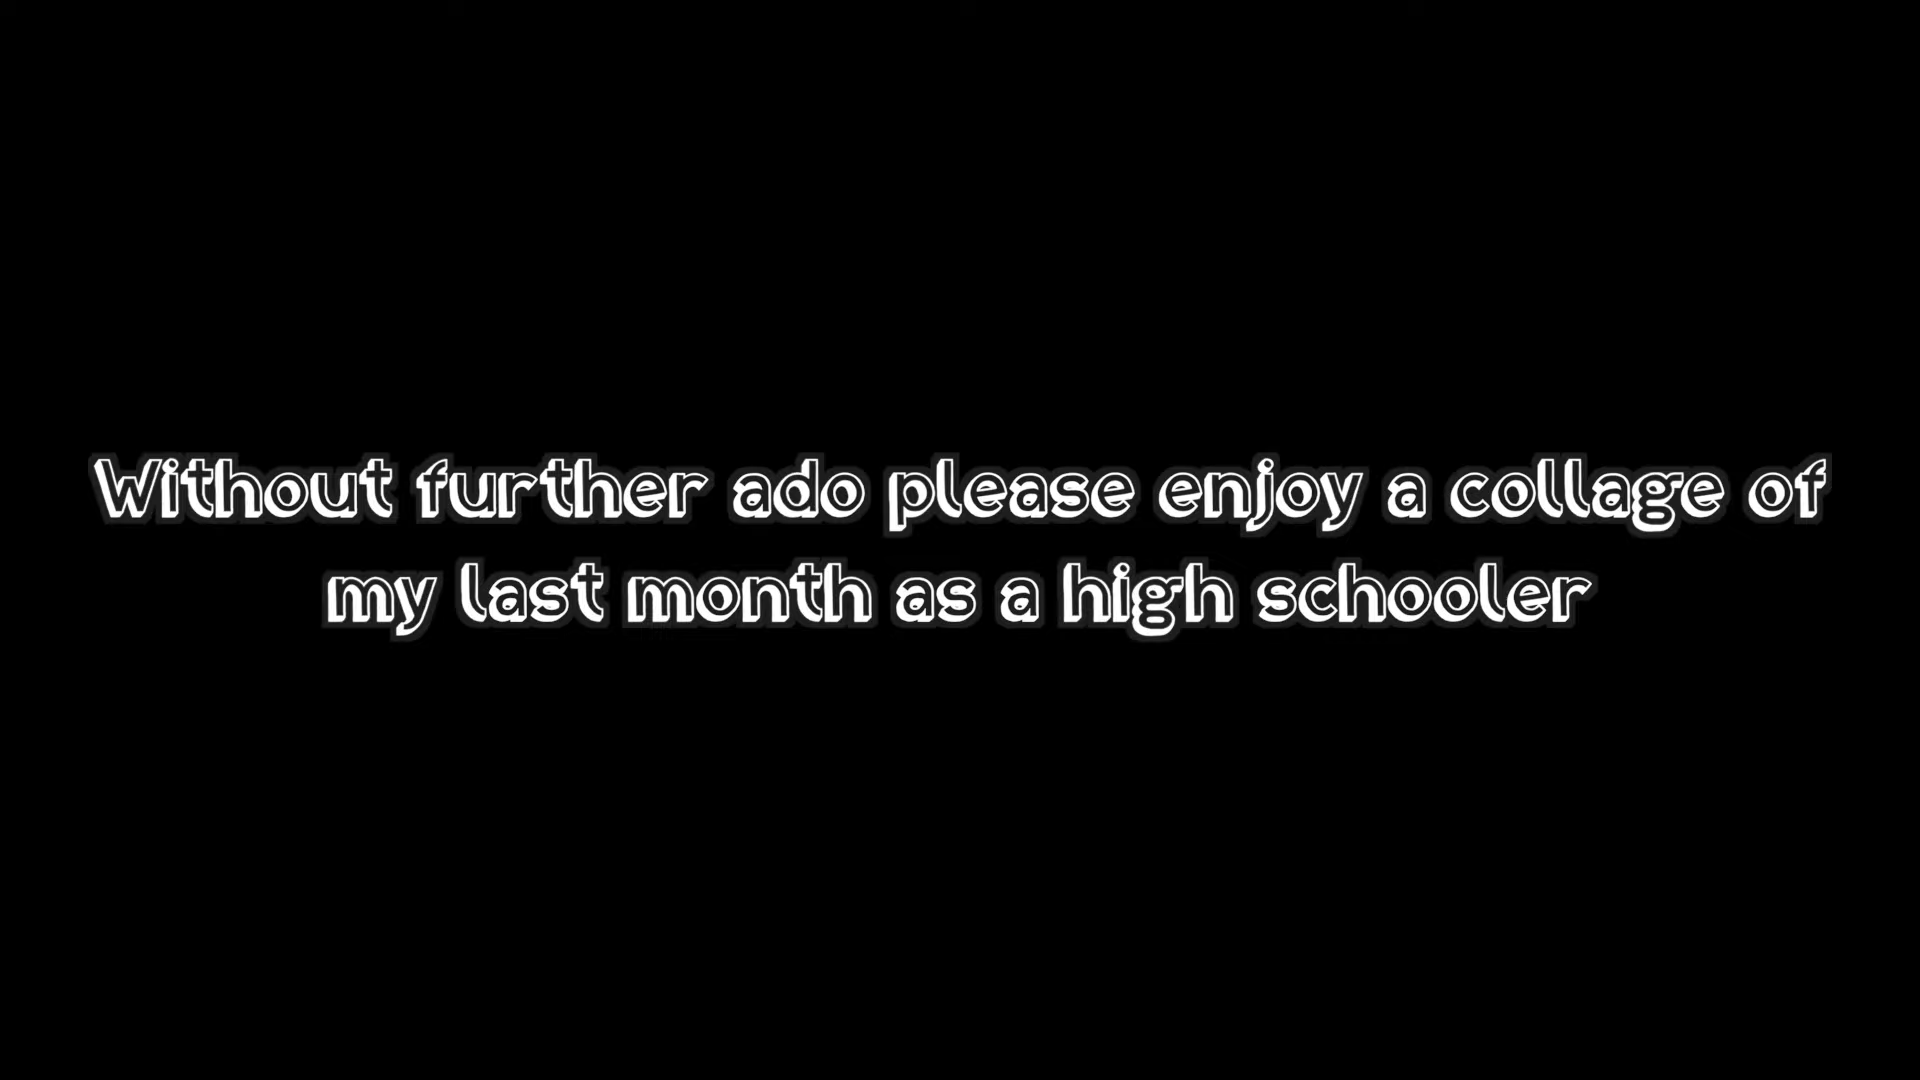 Without further ado please enjoy a collage of
my last month as a high schooler